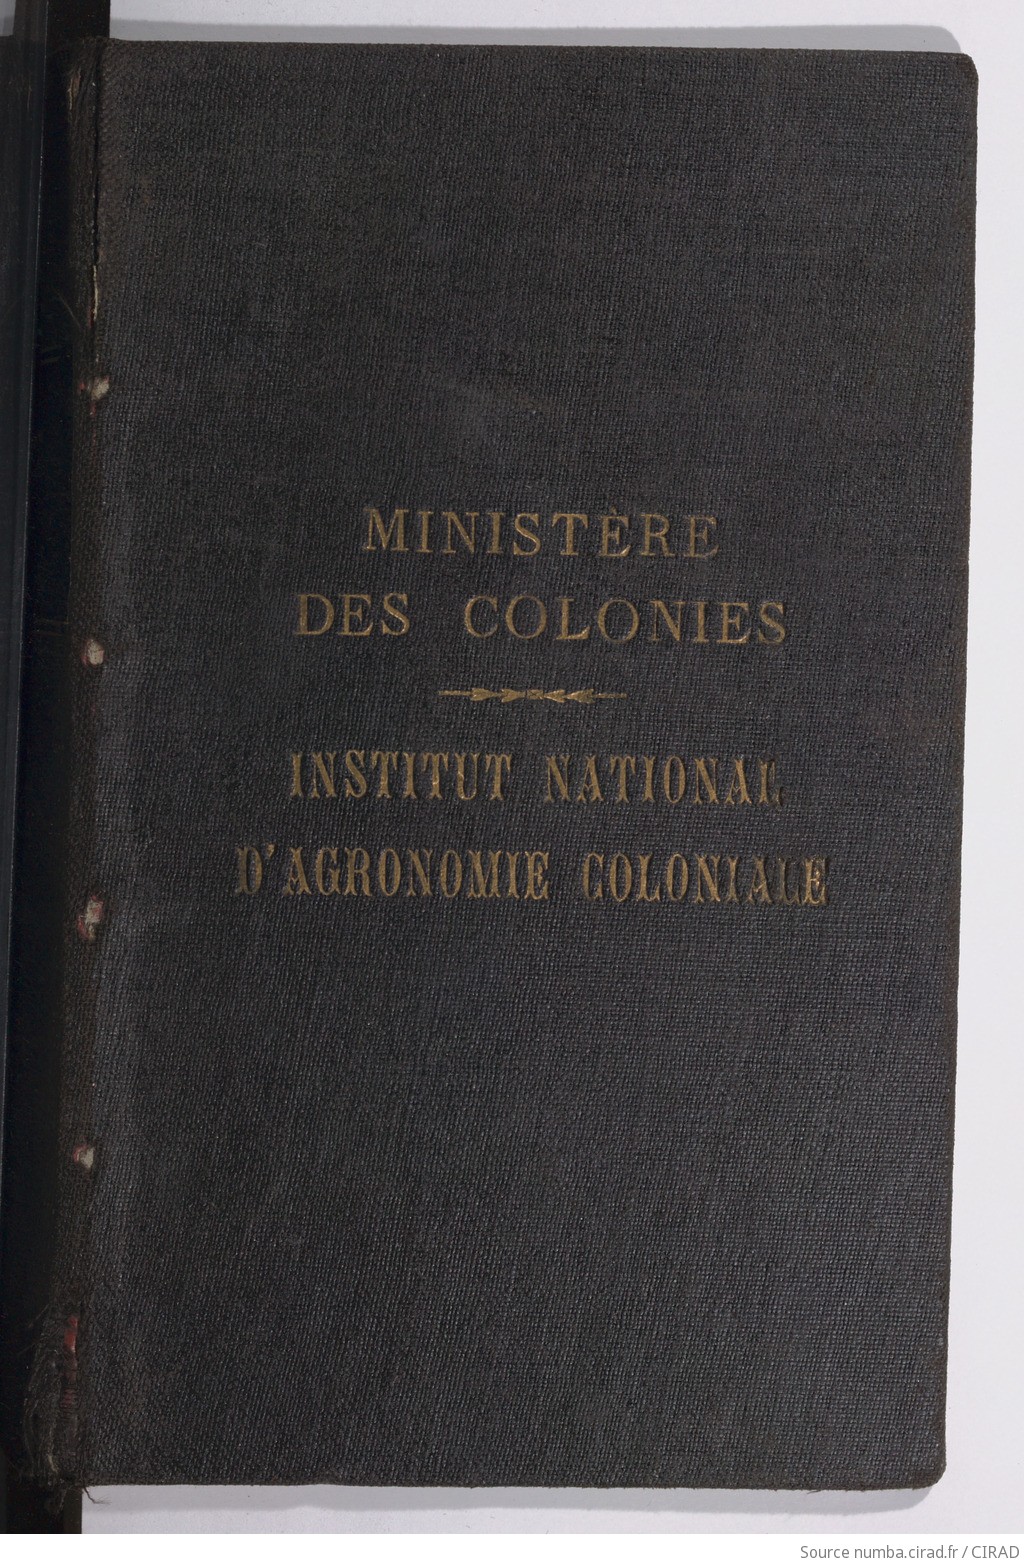 MINISTÈRE
DES COLONIES
INSTITUT NATIONAL
D'AGRONOMIE COLONIALE
Source numba.cirad.fr / CIRAD